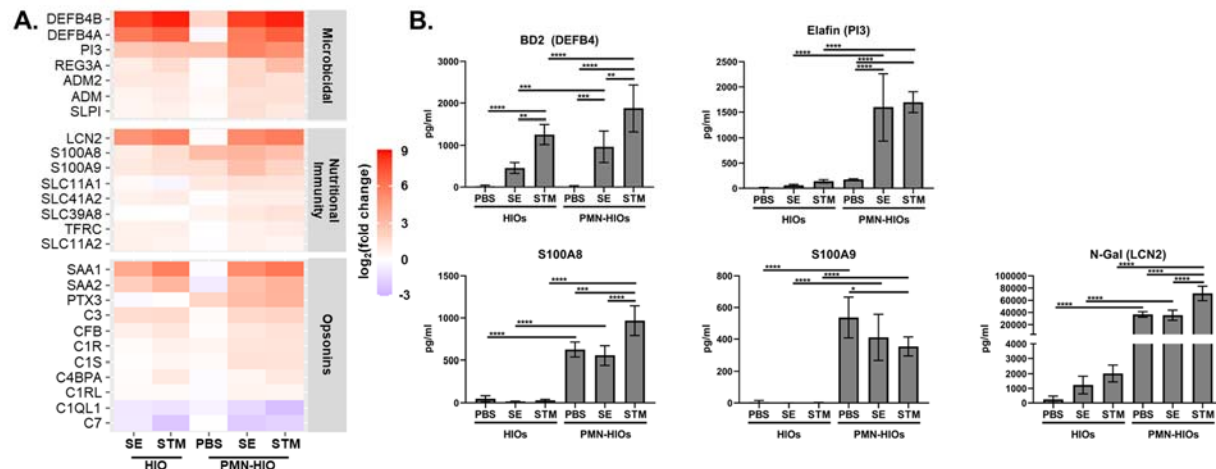 A.
DEFB4B
DEFB4A
PI3
REG3A
ADM2
ADM
SLPI
Microbicidal
LCN2
S100A8
S100A9
SLC11A1
SLC41A2
SLC39A8
TFRC
SLC11A2
Nutritional
Immunity
SAA1
SAA2
PTX3
C3
CFB
C1R
C1S
C4BPA
C1RL
C1QL1
C7
Opsonins
SE STM PBS SE STM
HIO PMN-HIO
9
6
3
0
-3
log2(fold change)
B.
BD2 (DEFB4)
pg/ml
3000
2000
1000
0
****
****
*** **
**** ***
**
PBS SE STM PBS SE STM
HIOs PMN-HIOs
Elafin (PI3)
pg/ml
2500
2000
1500
1000
500
0
****
**** ****
****
PBS SE STM PBS SE STM
HIOs PMN-HIOs
S100A8
pg/ml
1500
1000
500
0
****
**** ***
**** ****
PBS SE STM PBS SE STM
HIOs PMN-HIOs
S100A9
pg/ml
800
600
400
200
0
**** ****
****
*
PBS SE STM PBS SE STM
HIOs PMN-HIOs
N-Gal (LCN2)
pg/ml
100000
80000
60000
40000
20000
4000
3000
2000
1000
0
****
****
**** **** ****
PBS SE STM PBS SE STM
HIOs PMN-HIOs